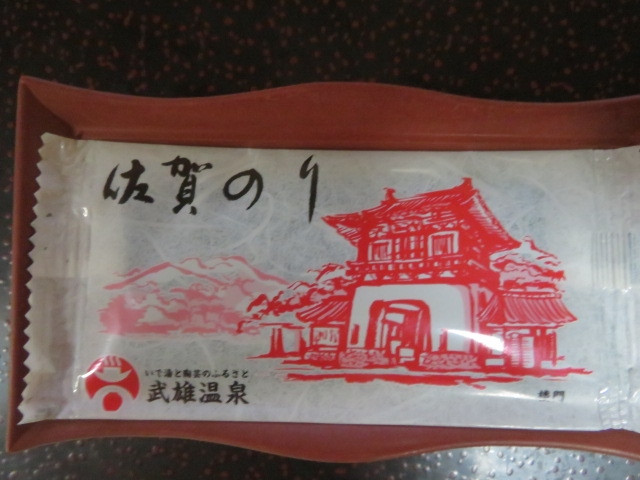 佐賀のり
いで湯と陶芸のふるさと
武雄温泉
楼門